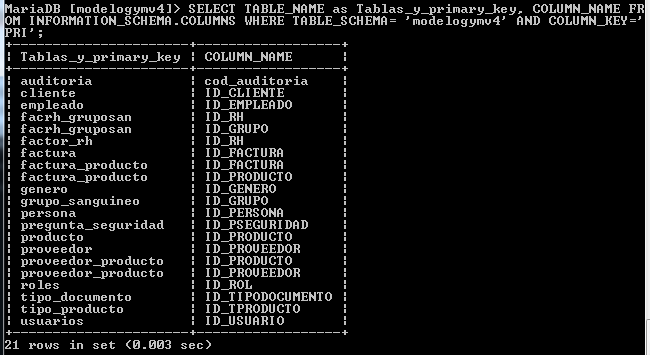 MariaDB [modelogymv4]> SELECT TABLE_NAME as Tablas_y_primary_key, COLUMN_NAME FR
OM INFORMATION_SCHEMA.COLUMNS WHERE TABLE_SCHEMA= 'modelogymv4' AND COLUMN_KEY='
PRI';
+----------------------+------------------+
| Tablas_y_primary_key | COLUMN_NAME      |
+----------------------+------------------+
| auditoria            | cod_auditoria    |
| cliente              | ID_CLIENTE       |
| empleado             | ID_EMPLEADO      |
| facrh_gruposan       | ID_RH            |
| facrh_gruposan       | ID_GRUPO         |
| factor_rh            | ID_RH            |
| factura              | ID_FACTURA       |
| factura_producto     | ID_FACTURA       |
| factura_producto     | ID_PRODUCTO      |
| genero               | ID_GENERO        |
| grupo_sanguineo      | ID_GRUPO         |
| persona              | ID_PERSONA       |
| pregunta_seguridad   | ID_PSEGURIDAD    |
| producto             | ID_PRODUCTO      |
| proveedor            | ID_PROVEEDOR     |
| proveedor_producto   | ID_PRODUCTO      |
| proveedor_producto   | ID_PROVEEDOR     |
| roles                | ID_ROL           |
| tipo_documento       | ID_TIPODOCUMENTO |
| tipo_producto        | ID_TPRODUCTO     |
| usuarios             | ID_USUARIO       |
+----------------------+------------------+
21 rows in set (0.003 sec)